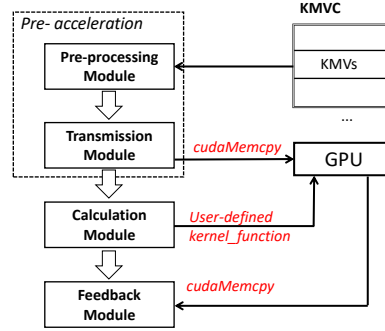 KMVC
Pre- acceleration
Pre-processing
Module
KMVs
...
Transmission
Module
cudaMemcpy
GPU
Calculation
Module
User-defined
kernel_function
Feedback
Module
cudaMemcpy